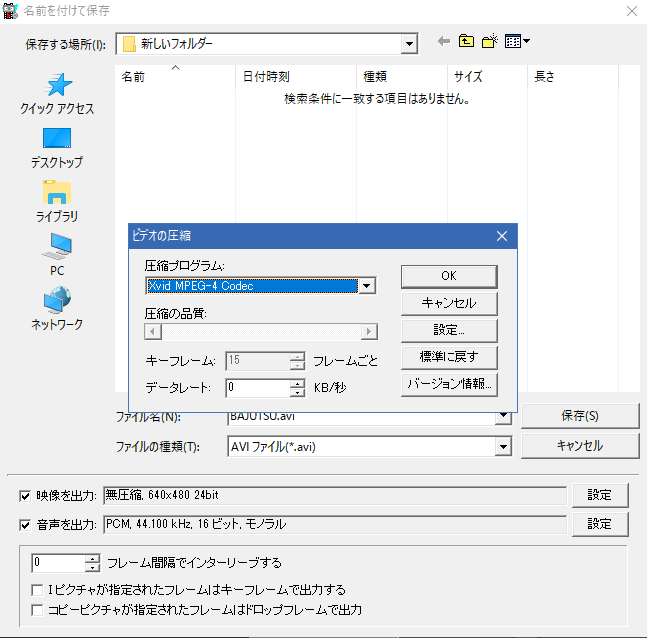 名前を付けて保存
保存する場所(I):
新しいフォルダー
名前
日付時刻
種類
サイズ
長さ
検索条件に一致する項目はありません。
クイック アクセス
デスクトップ
ライブラリ
PC
ネットワーク
ビデオの圧縮
圧縮プログラム:
Xvid MPEG-4 Codec
圧縮の品質:
キーフレーム:
15
フレームごと
データレート:
0
KB/秒
OK
キャンセル
設定...
標準に戻す
バージョン情報...
ファイル名(N):
BAJUTSU.avi
保存(S)
ファイルの種類(T):
AVI ファイル(*.avi)
キャンセル
映像を出力:
無圧縮, 640x480 24bit
設定
音声を出力:
PCM, 44.100 kHz, 16 ビット, モノラル
設定
0
フレーム間隔でインターリーブする
I ピクチャが指定されたフレームはキーフレームで出力する
コピーピクチャが指定されたフレームはドロップフレームで出力